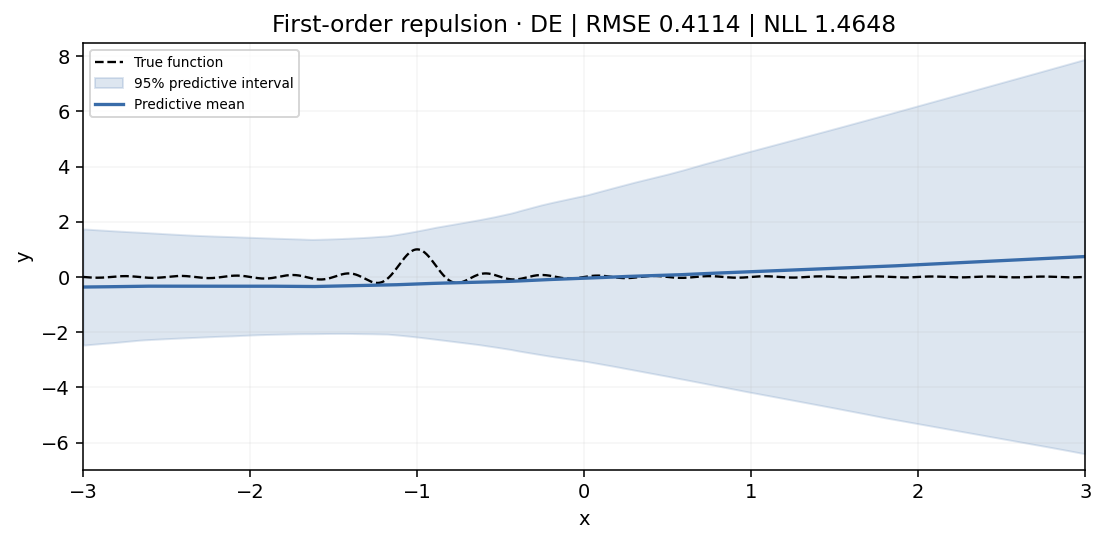 First-order repulsion · DE | RMSE 0.4114 | NLL 1.4648
True function
95% predictive interval
Predictive mean
8
6
4
2
0
−2
−4
−6
y
−3
−2
−1
0
1
2
3
x